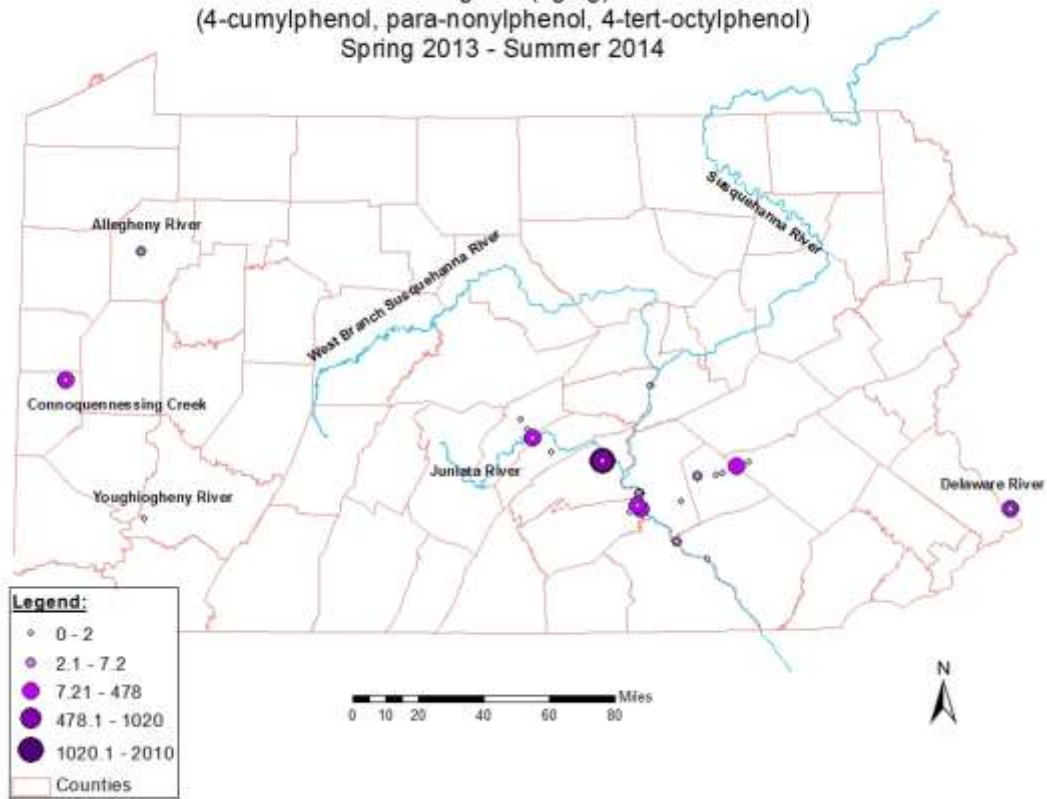 (4-cumylphenol, para-nonylphenol, 4-tert-octylphenol)
Spring 2013 - Summer 2014
Susquehanna River
Allegheny River
West Branch Susquehanna River
Connoquennessing Creek
Juniata River
Youghiogheny River
Delaware River
Legend:
0 - 2
2.1 - 7.2
7.21 - 478
478.1 - 1020
1020.1 - 2010
Counties
Miles
0 10 20 40 60 80
N